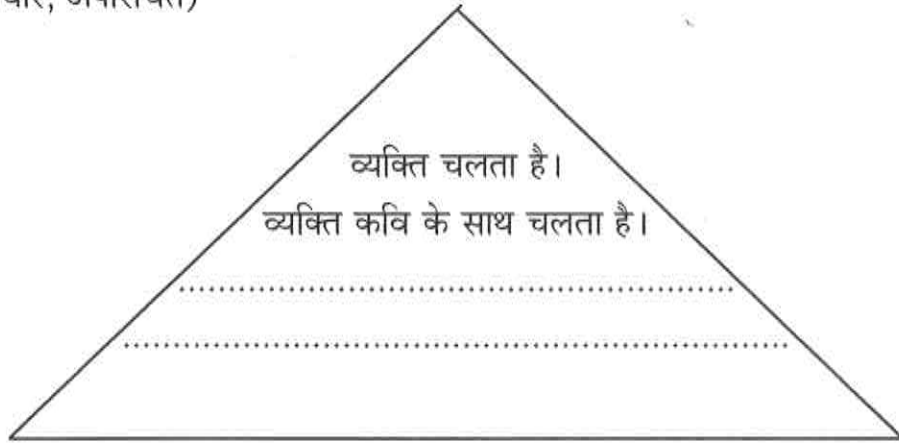 व्यक्ति चलता है।
व्यक्ति कवि के साथ चलता है।